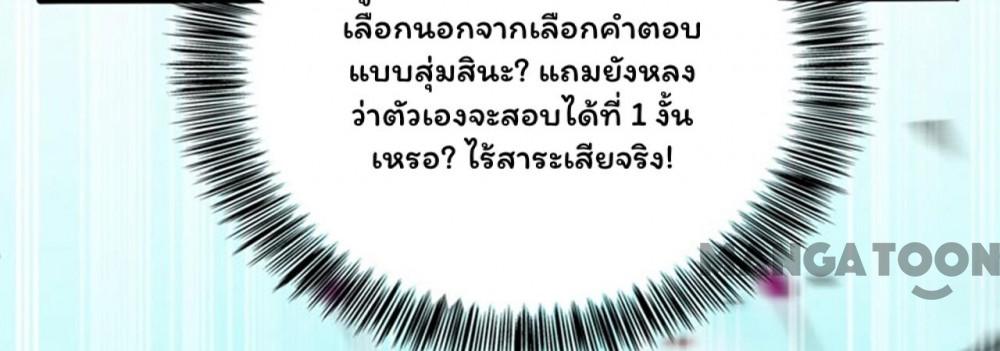 เลือกนอกจากเลือกคำตอบ
แบบสุ่มสินะ? แถมยังหลง
ว่าตัวเองจะสอบได้ที่ 1 งั้น
เหรอ? ไร้สาระเสียจริง!
MANGATOON